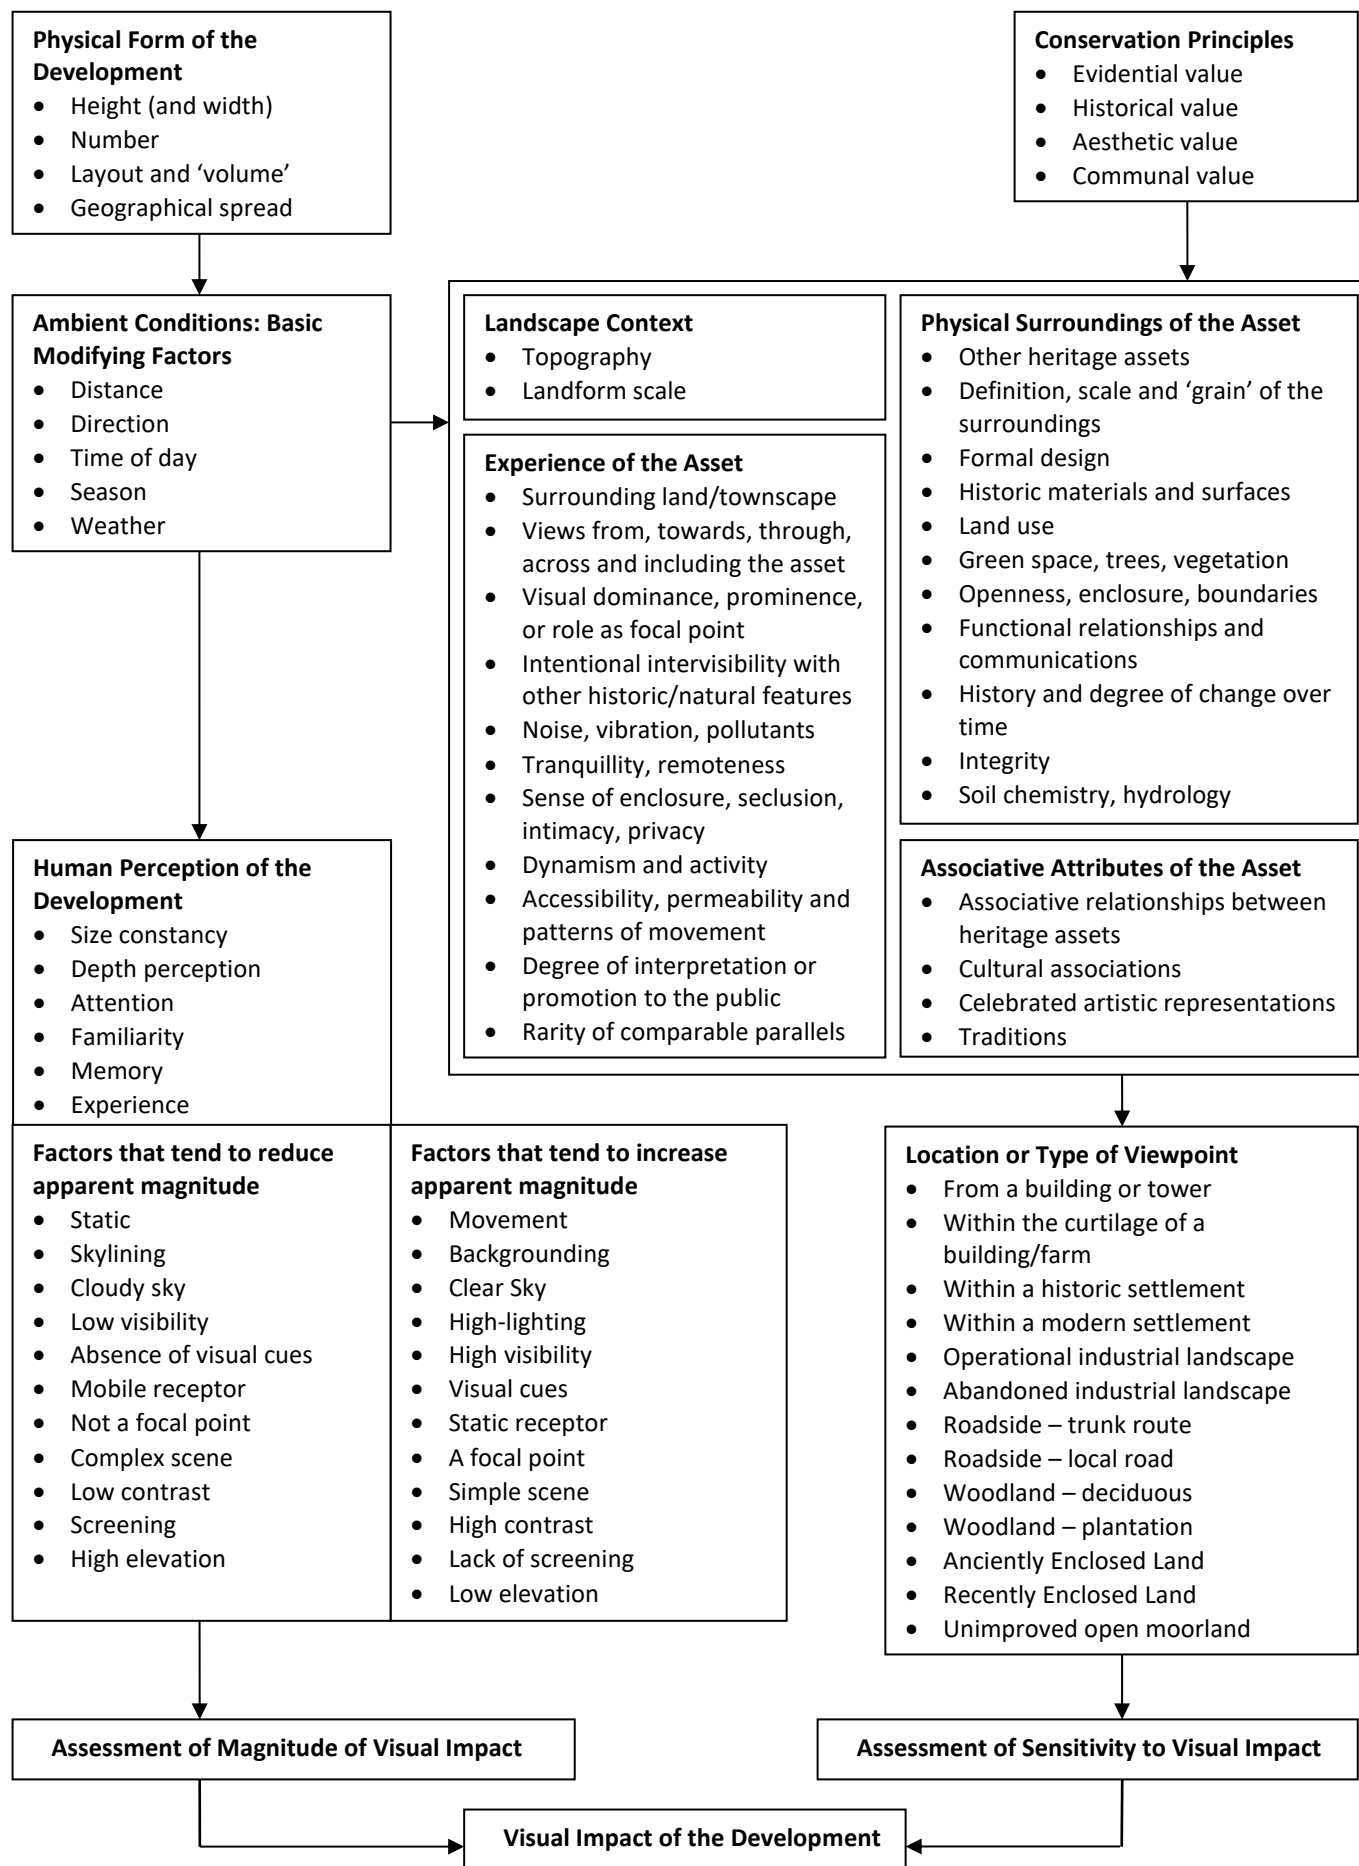 Physical Form of the
Development
• Height (and width)
• Number
• Layout and ‘volume’
• Geographical spread
Conservation Principles
• Evidential value
• Historical value
• Aesthetic value
• Communal value
Ambient Conditions: Basic
Modifying Factors
• Distance
• Direction
• Time of day
• Season
• Weather
Landscape Context
• Topography
• Landform scale
Experience of the Asset
• Surrounding land/townscape
• Views from, towards, through,
across and including the asset
• Visual dominance, prominence,
or role as focal point
• Intentional intervisibility with
other historic/natural features
• Noise, vibration, pollutants
• Tranquillity, remoteness
• Sense of enclosure, seclusion,
intimacy, privacy
• Dynamism and activity
• Accessibility, permeability and
patterns of movement
• Degree of interpretation or
promotion to the public
• Rarity of comparable parallels
Physical Surroundings of the Asset
• Other heritage assets
• Definition, scale and ‘grain’ of the
surroundings
• Formal design
• Historic materials and surfaces
• Land use
• Green space, trees, vegetation
• Openness, enclosure, boundaries
• Functional relationships and
communications
• History and degree of change over
time
• Integrity
• Soil chemistry, hydrology
Associative Attributes of the Asset
• Associative relationships between
heritage assets
• Cultural associations
• Celebrated artistic representations
• Traditions
Human Perception of the
Development
• Size constancy
• Depth perception
• Attention
• Familiarity
• Memory
• Experience
Factors that tend to reduce
apparent magnitude
• Static
• Skylining
• Cloudy sky
• Low visibility
• Absence of visual cues
• Mobile receptor
• Not a focal point
• Complex scene
• Low contrast
• Screening
• High elevation
Factors that tend to increase
apparent magnitude
• Movement
• Backgrounding
• Clear Sky
• High-lighting
• High visibility
• Visual cues
• Static receptor
• A focal point
• Simple scene
• High contrast
• Lack of screening
• Low elevation
Location or Type of Viewpoint
• From a building or tower
• Within the curtilage of a
building/farm
• Within a historic settlement
• Within a modern settlement
• Operational industrial landscape
• Abandoned industrial landscape
• Roadside – trunk route
• Roadside – local road
• Woodland – deciduous
• Woodland – plantation
• Anciently Enclosed Land
• Recently Enclosed Land
• Unimproved open moorland
Assessment of Magnitude of Visual Impact
Assessment of Sensitivity to Visual Impact
Visual Impact of the Development